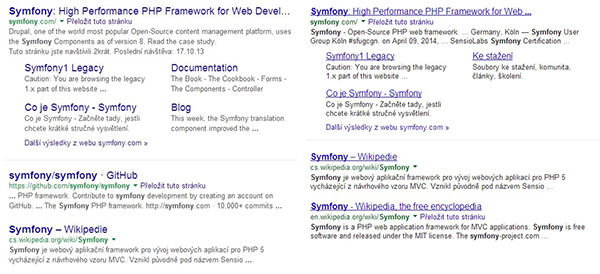 Symfony: High Performance PHP Framework for Web Devel...
symfony.com/ ▼ Přeložit tuto stránku
Drupal, one of the world most popular Open-Source content management platform, uses
the Symfony Components as of version 8. Read the case study.
Tuto stránku jste navštívili 2krát. Poslední návštěva: 17.10.13
Symfony1 Legacy
Caution: You are browsing the legacy
1.x part of this website ...
Documentation
The Book - The Cookbook - Forms -
The Components - Controller
Co je Symfony - Symfony
Co je Symfony - Začněte tady, jestli
chcete krátké stručné vysvětlení.
Blog
This week, the Symfony translation
component improved the ...
Další výsledky z webu symfony.com »
symfony/symfony · GitHub
https://github.com/symfony/symfony ▼ Přeložit tuto stránku
... PHP framework. Contribute to symfony development by creating an account on
GitHub. ... The Symfony PHP framework. http://symfony.com · 10,000+ commits ...
Symfony – Wikipedie
cs.wikipedia.org/wiki/Symfony ▼
Symfony je webový aplikační framework pro vývoj webových aplikací pro PHP 5
vycházející z návrhového vzoru MVC. Vznikl původně pod názvem Sensio ...
Symfony: High Performance PHP Framework for Web ...
symfony.com/ ▼ Přeložit tuto stránku
Symfony - Open-Source PHP web framework. ... Germany, Köln — Symfony User
Group Köln #sfugcgn. on April 09, 2014, ... SensioLabs Symfony Certification ...
Symfony1 Legacy
Caution: You are browsing the legacy
1.x part of this website ...
Ke stažení
Soubory ke stažení, komunita,
články, školení.
Co je Symfony - Symfony
Co je Symfony - Začněte tady, jestli
chcete krátké stručné vysvětlení.
Další výsledky z webu symfony.com »
Symfony – Wikipedie
cs.wikipedia.org/wiki/Symfony ▼
Symfony je webový aplikační framework pro vývoj webových aplikací pro PHP 5
vycházející z návrhového vzoru MVC. Vznikl původně pod názvem Sensio ...
Symfony - Wikipedia, the free encyclopedia
en.wikipedia.org/wiki/Symfony ▼ Přeložit tuto stránku
Symfony is a PHP web application framework for MVC applications. Symfony is free
software and released under the MIT license. The symfony-project.com ...